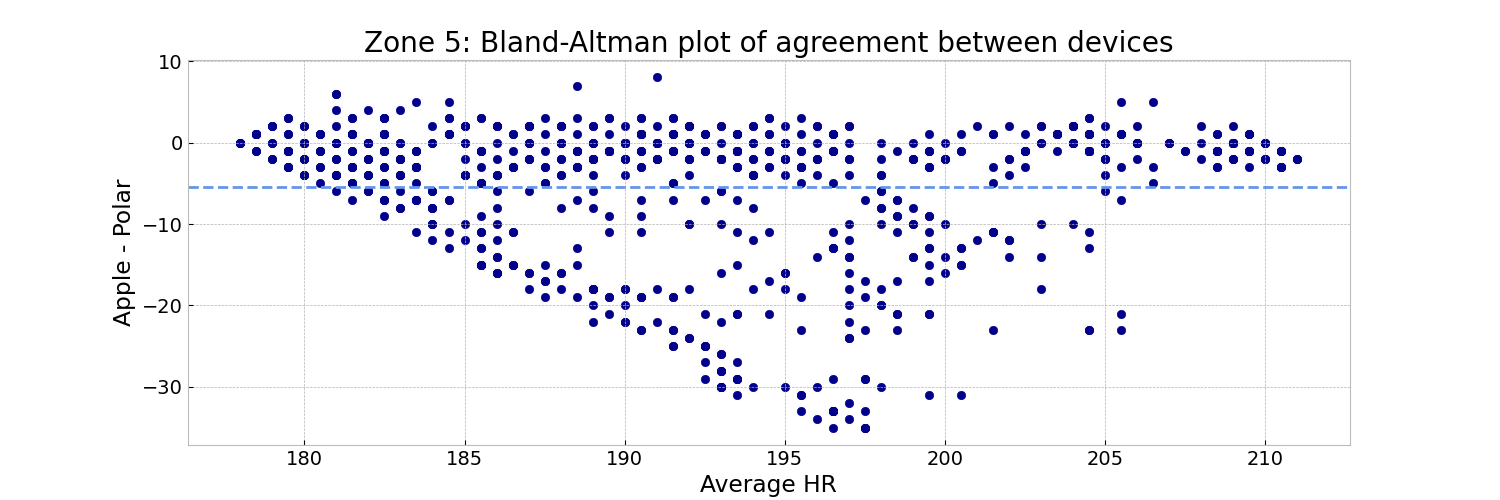 Zone 5: Bland-Altman plot of agreement between devices
10
0
−10
−20
−30
Apple - Polar
180 185 190 195 200 205 210
Average HR